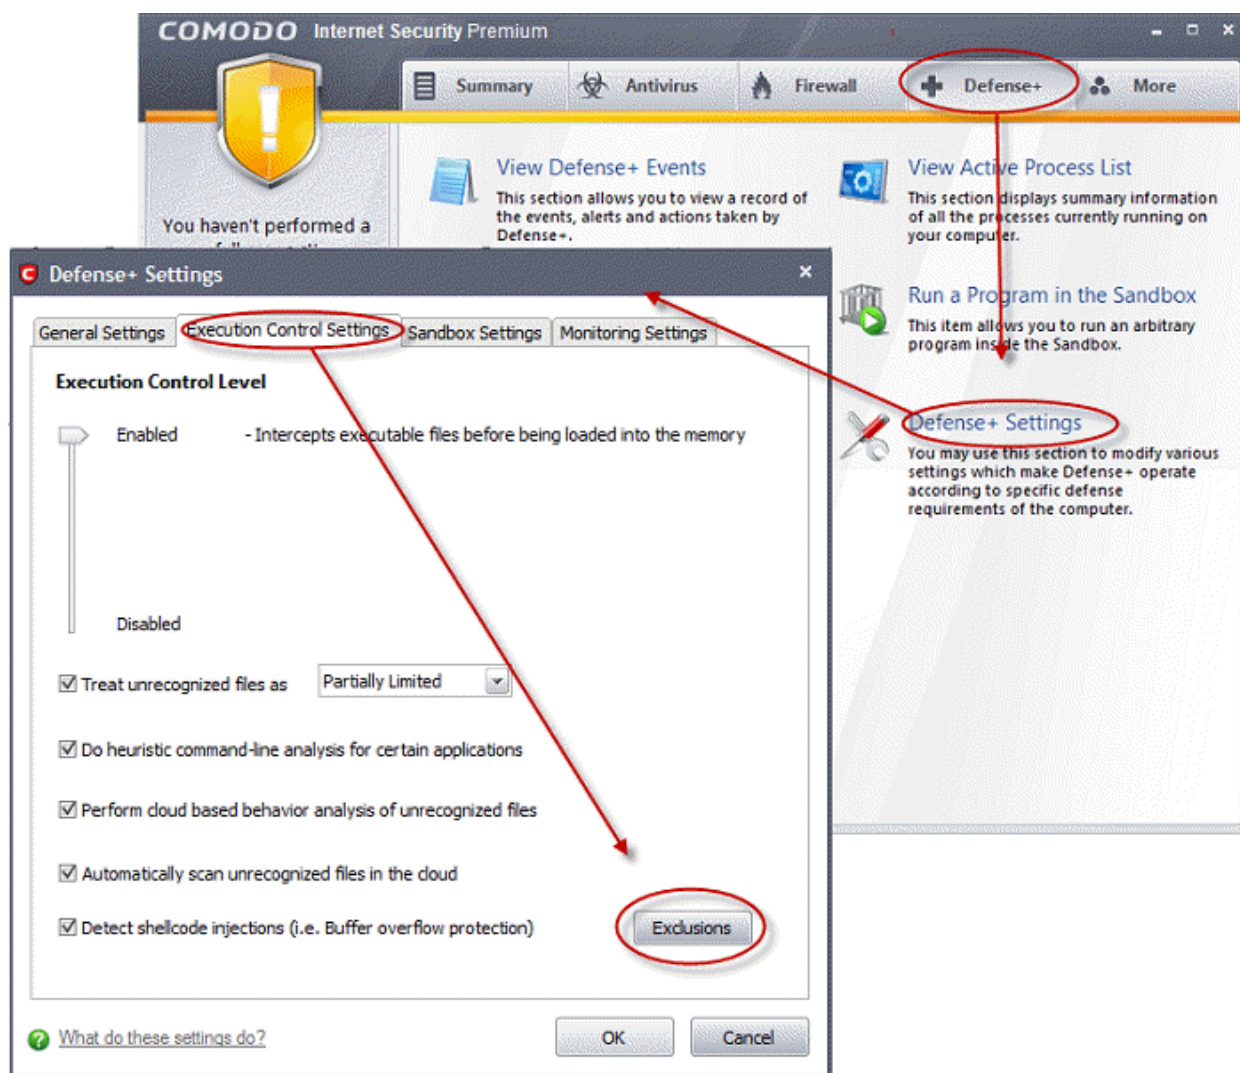 COMODO Internet Security Premium
Summary
Antivirus
Firewall
Defense+
More
You haven't performed a
View Defense+ Events
This section allows you to view a record of
the events, alerts and actions taken by
Defense+.
View Active Process List
This section displays summary information
of all the processes currently running on
your computer.
Run a Program in the Sandbox
This item allows you to run an arbitrary
program inside the Sandbox.
Defense+ Settings
You may use this section to modify various
settings which make Defense+ operate
according to specific defense
requirements of the computer.
Defense+ Settings
General Settings
Execution Control Settings
Sandbox Settings
Monitoring Settings
Execution Control Level
Enabled - Intercepts executable files before being loaded into the memory
Disabled
Treat unrecognized files as Partially Limited
Do heuristic command-line analysis for certain applications
Perform cloud based behavior analysis of unrecognized files
Automatically scan unrecognized files in the cloud
Detect shellcode injections (i.e. Buffer overflow protection) Exclusions
What do these settings do?
OK
Cancel